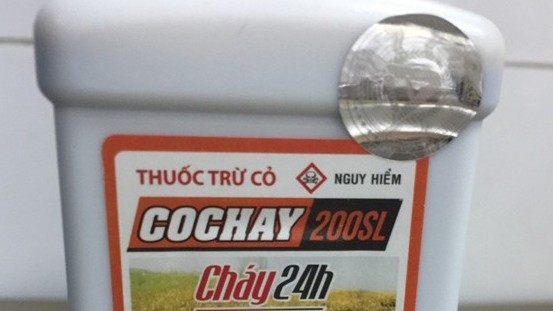 THUỐC TRỪ CỎ NGUY HIỂM
COCHAY 200SL
Cháy 24h